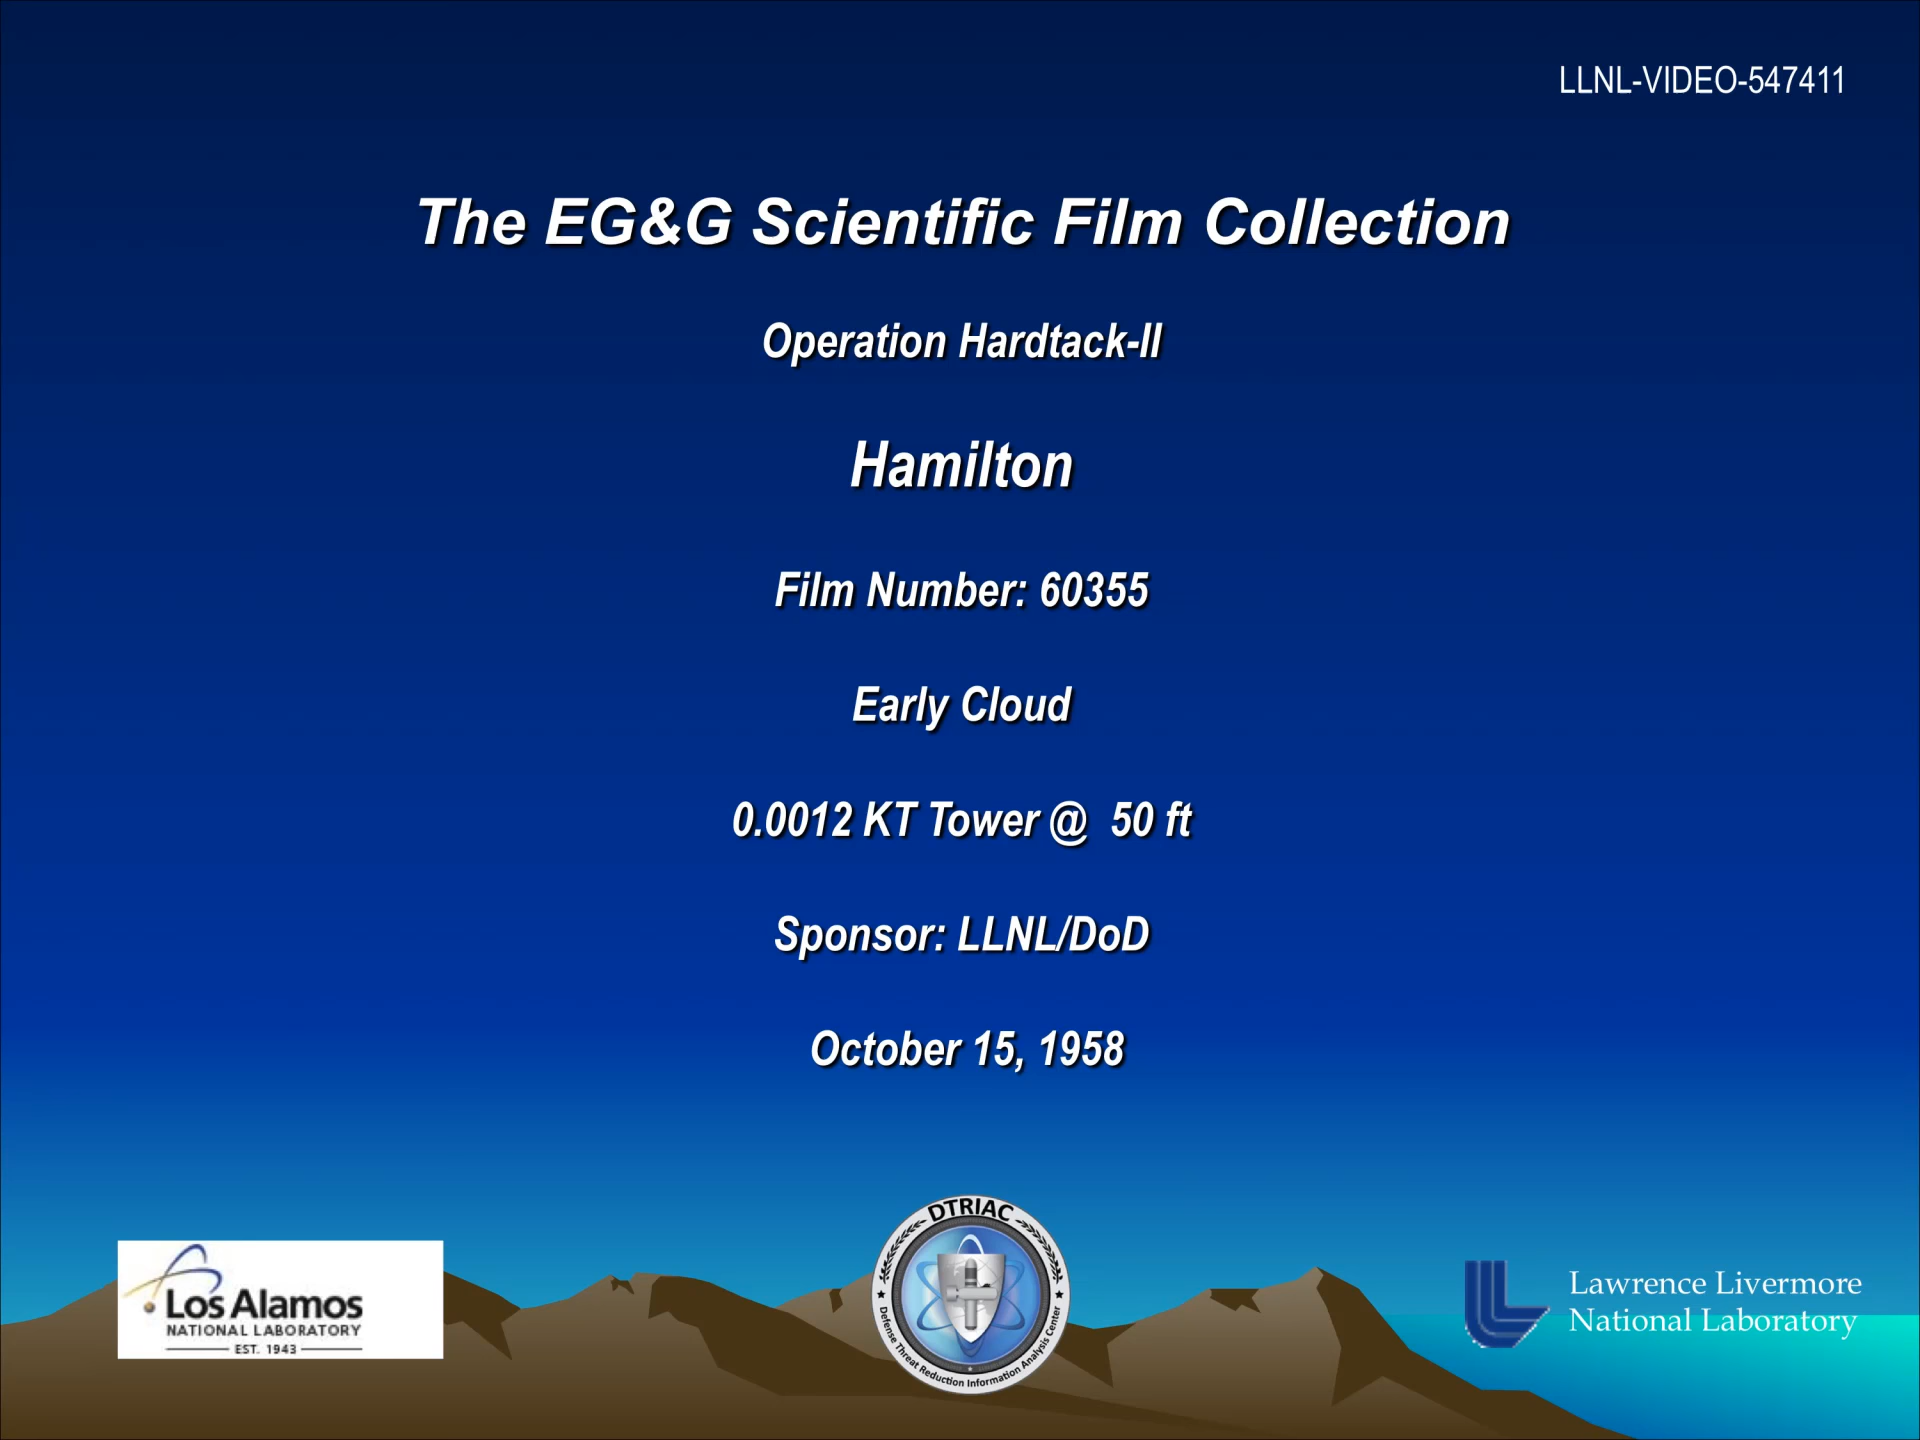 LLNL-VIDEO-547411
The EG&G Scientific Film Collection
Operation Hardtack-II
Hamilton
Film Number: 60355
Early Cloud
0.0012 KT Tower @  50 ft
Sponsor: LLNL/DoD
October 15, 1958
Los Alamos
NATIONAL LABORATORY
EST. 1943
DTRIAC
Defense Threat Reduction Information Analysis Center
Lawrence Livermore
National Laboratory